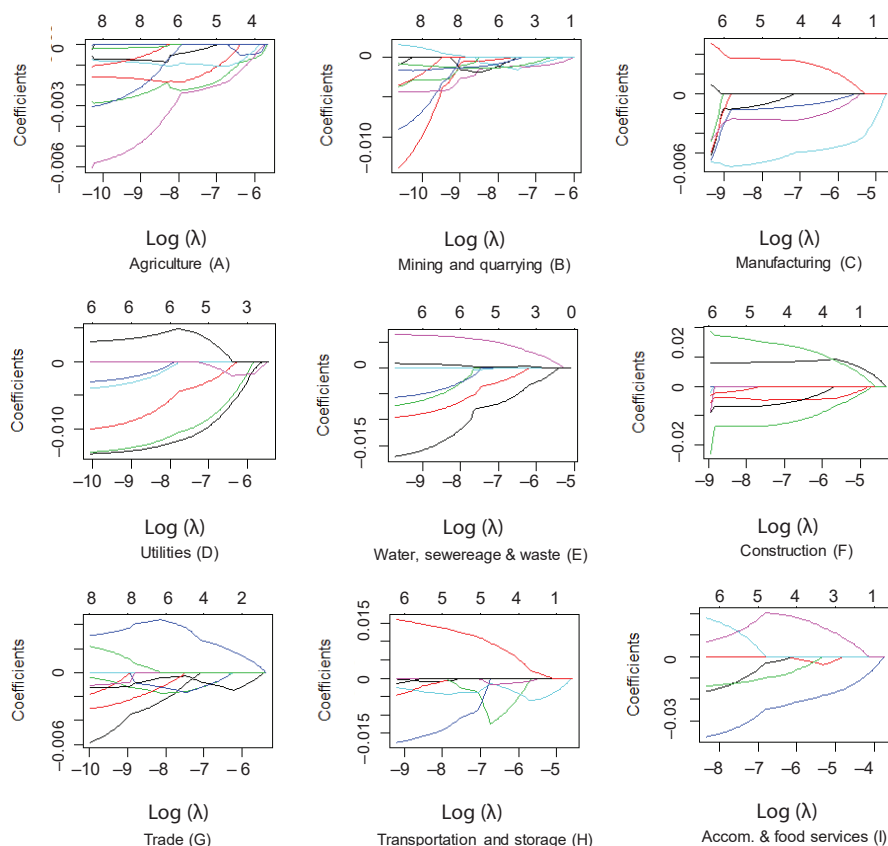 8 8 6 5 4
Coefficients
0
−0.003
−0.006
−10 −9 −8 −7 −6
Log (λ)
Agriculture (A)
8 8 6 3 1
Coefficients
0
−0.010
−10 −9 −8 −7 −6
Log (λ)
Mining and quarrying (B)
6 5 4 4 1
Coefficients
0
−0.006
−9 −8 −7 −6 −5
Log (λ)
Manufacturing (C)
6 6 6 5 3
Coefficients
0
−0.010
−10 −9 −8 −7 −6
Log (λ)
Utilities (D)
6 6 3 0
Coefficients
0
−0.015
−9 −8 −7 −6 −5
Log (λ)
Water, sewereage & waste (E)
6 5 4 4 1
Coefficients
0.02
0
−0.02
−9 −8 −7 −6 −5
Log (λ)
Construction (F)
8 8 6 4 2
Coefficients
0
−0.006
−10 −9 −8 −7 −6
Log (λ)
Trade (G)
6 5 5 4 1
Coefficients
0.015
0
−0.015
−9 −8 −7 −6 −5
Log (λ)
Transportation and storage (H)
5 5 4 3 1
Coefficients
0
−0.03
−8 −7 −6 −5 −4
Log (λ)
Accom. & food services (I)